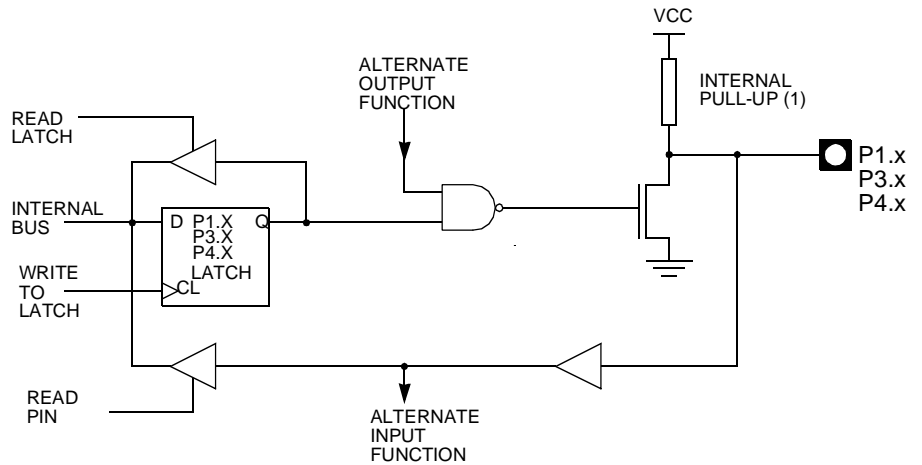 VCC
ALTERNATE
OUTPUT
FUNCTION
INTERNAL
PULL-UP (1)
READ
LATCH
P1.x
P3.x
P4.x
INTERNAL
BUS
D P1.X Q
P3.X
P4.X
LATCH
CL
WRITE
TO
LATCH
READ
PIN
ALTERNATE
INPUT
FUNCTION